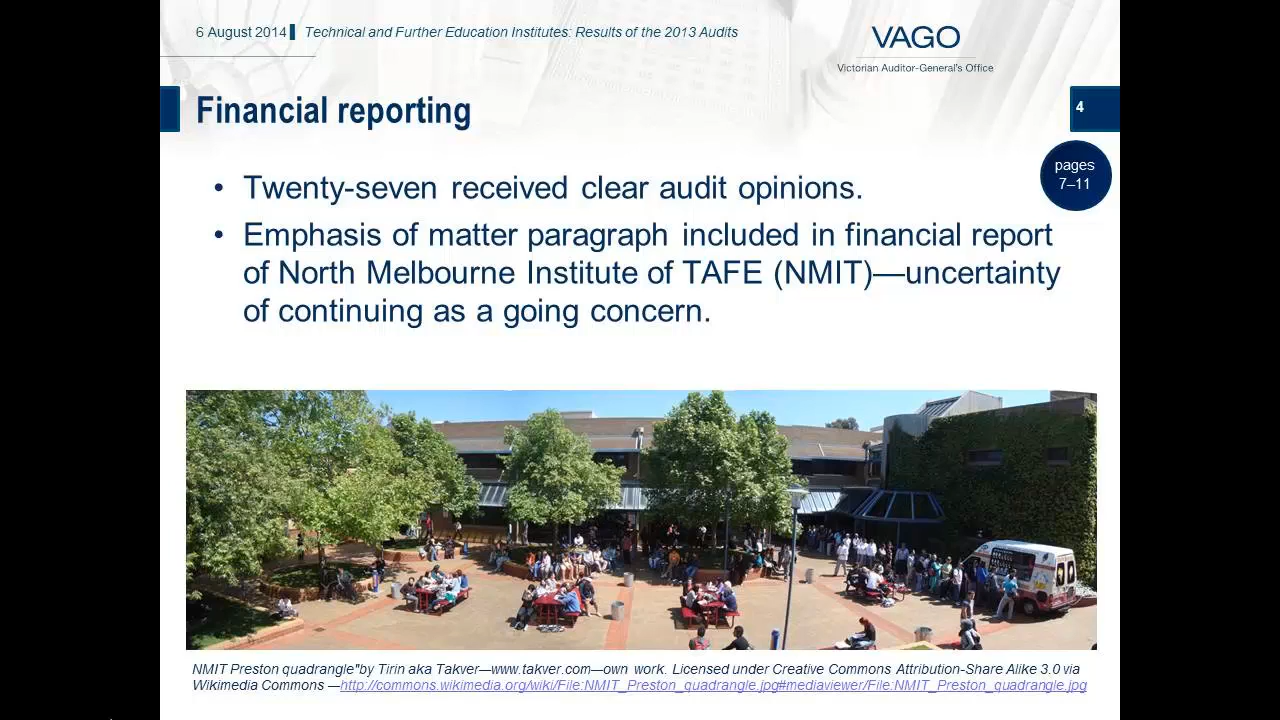 6 August 2014 Technical and Further Education Institutes: Results of the 2013 Audits
VAGO
Victorian Auditor-General's Office
Financial reporting
4
pages
7–11
• Twenty-seven received clear audit opinions.
• Emphasis of matter paragraph included in financial report
of North Melbourne Institute of TAFE (NMIT)—uncertainty
of continuing as a going concern.
NMIT Preston quadrangle"by Tirin aka Takver—www.takver.com—own work. Licensed under Creative Commons Attribution-Share Alike 3.0 via
Wikimedia Commons —http://commons.wikimedia.org/wiki/File:NMIT_Preston_quadrangle.jpg#mediaviewer/File:NMIT_Preston_quadrangle.jpg